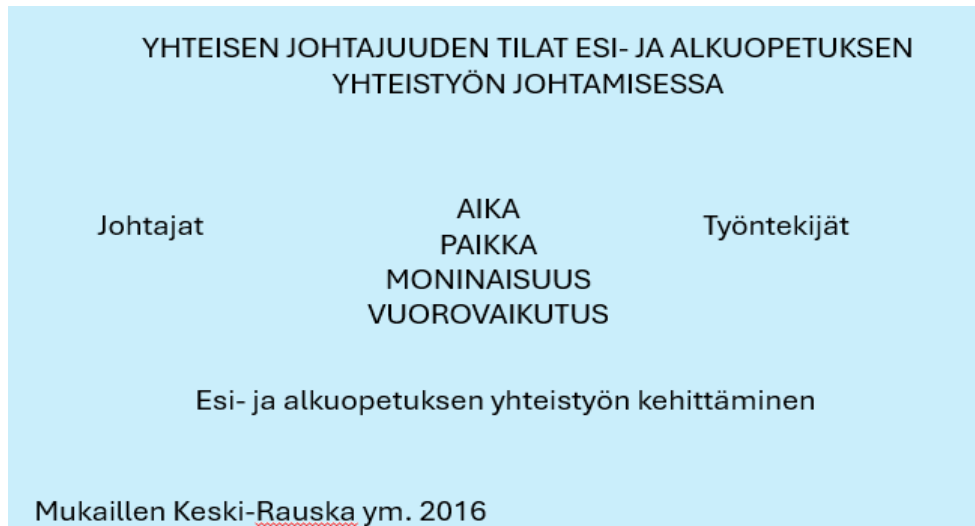 YHTEISEN JOHTAJUUDEN TILAT ESI- JA ALKUOPETUKSEN
YHTEISTYÖN JOHTAMISESSA
Johtajat
AIKA
PAIKKA
MONINAISUUS
VUOROVAIKUTUS
Työntekijät
Esi- ja alkuopetuksen yhteistyön kehittäminen
Mukaillen Keski-Rauska ym. 2016